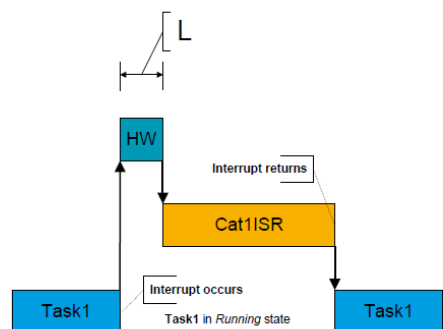 L
HW
Interrupt returns
Cat1ISR
Interrupt occurs
Task1
Task1 in Running state
Task1